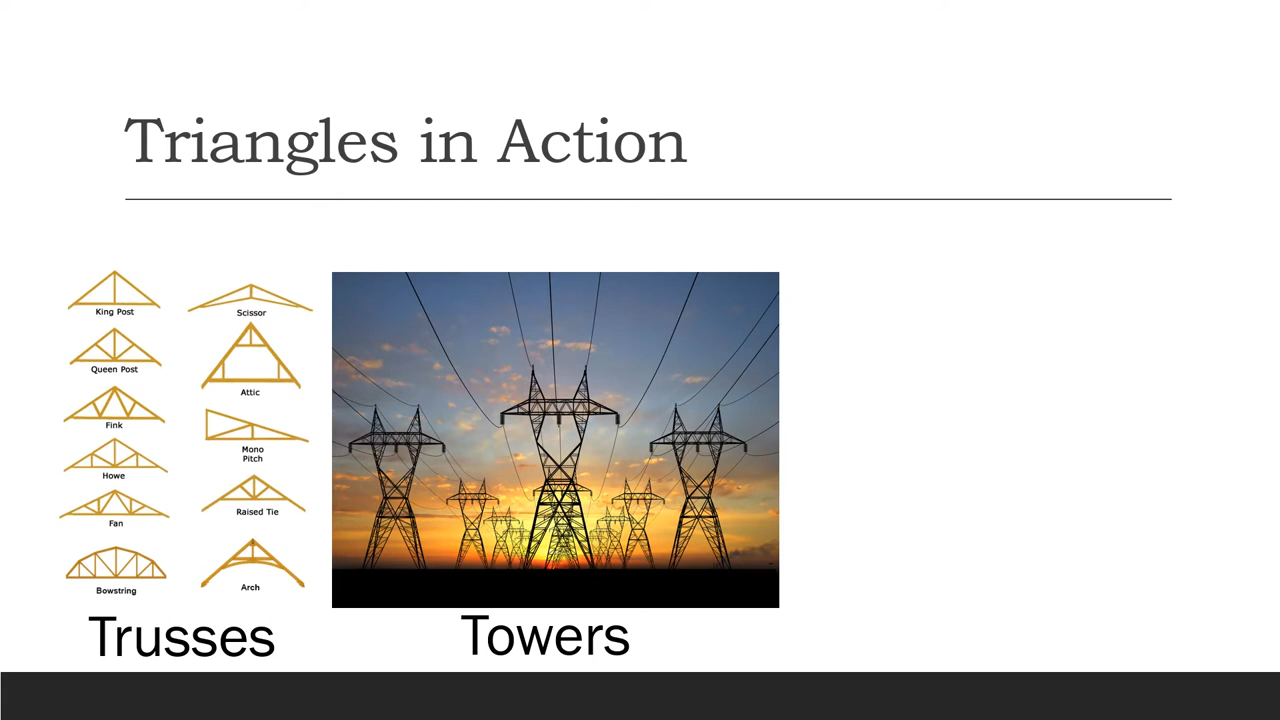 Triangles in Action
King Post
Scissor
Queen Post
Attic
Fink
Mono
Pitch
Howe
Raised Tie
Fan
Arch
Bowstring
Trusses
Towers